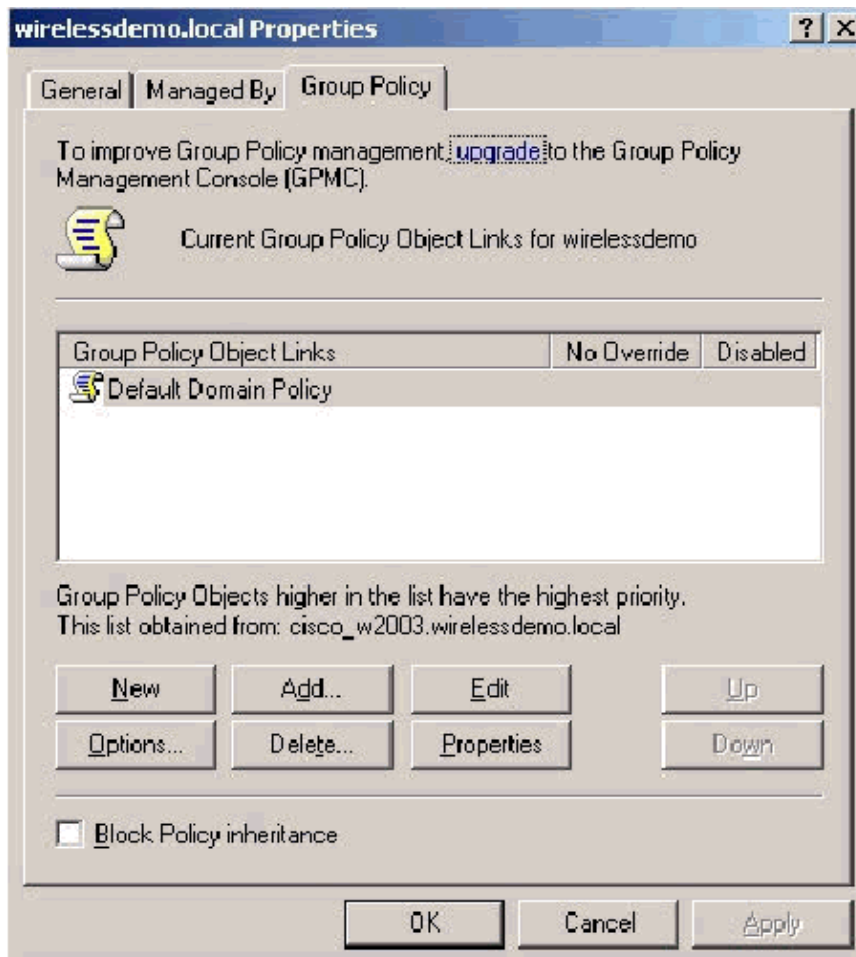 wirelessdemo.local Properties
General Managed By Group Policy
To improve Group Policy management, upgrade to the Group Policy
Management Console (GPMC).
Current Group Policy Object Links for wirelessdemo
Group Policy Object Links No Override Disabled
Default Domain Policy
Group Policy Objects higher in the list have the highest priority.
This list obtained from: cisco_w2003.wirelessdemo.local
New Add... Edit Up
Options... Delete... Properties Down
Block Policy inheritance
OK Cancel Apply